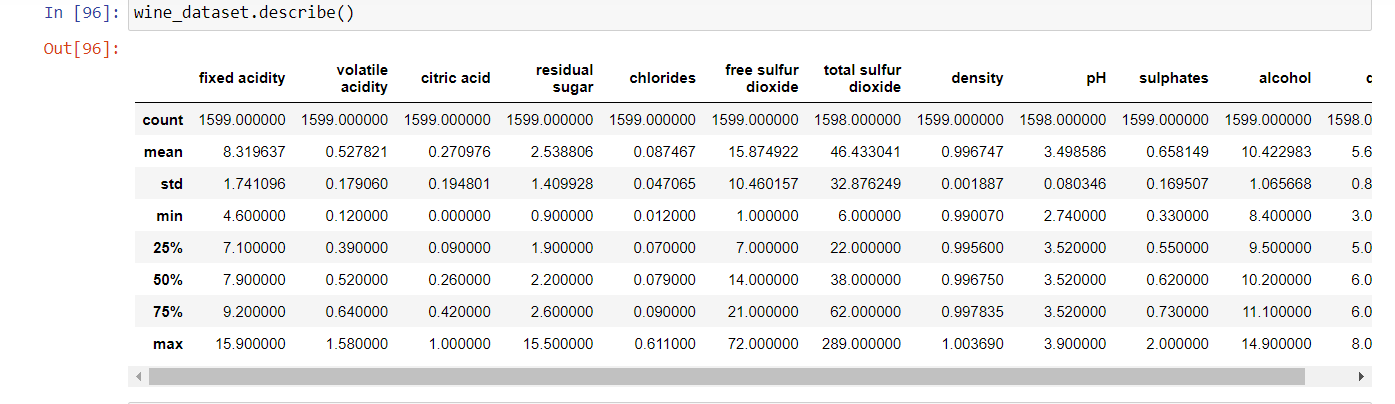 In [96]: wine_dataset.describe()
Out[96]:
fixed acidity volatile acidity citric acid residual sugar chlorides free sulfur dioxide total sulfur dioxide density pH sulphates alcohol
count 1599.000000 1599.000000 1599.000000 1599.000000 1599.000000 1599.000000 1598.000000 1599.000000 1598.000000 1599.000000 1599.000000 1598.0
mean 8.319637 0.527821 0.270976 2.538806 0.087467 15.874922 46.433041 0.996747 3.498586 0.658149 10.422983 5.6
std 1.741096 0.179060 0.194801 1.409928 0.047065 10.460157 32.876249 0.001887 0.080346 0.169507 1.065668 0.8
min 4.600000 0.120000 0.000000 0.900000 0.012000 1.000000 6.000000 0.990070 2.740000 0.330000 8.400000 3.0
25% 7.100000 0.390000 0.090000 1.900000 0.070000 7.000000 22.000000 0.995600 3.520000 0.550000 9.500000 5.0
50% 7.900000 0.520000 0.260000 2.200000 0.079000 14.000000 38.000000 0.996750 3.520000 0.620000 10.200000 6.0
75% 9.200000 0.640000 0.420000 2.600000 0.090000 21.000000 62.000000 0.997835 3.520000 0.730000 11.100000 6.0
max 15.900000 1.580000 1.000000 15.500000 0.611000 72.000000 289.000000 1.003690 3.900000 2.000000 14.900000 8.0